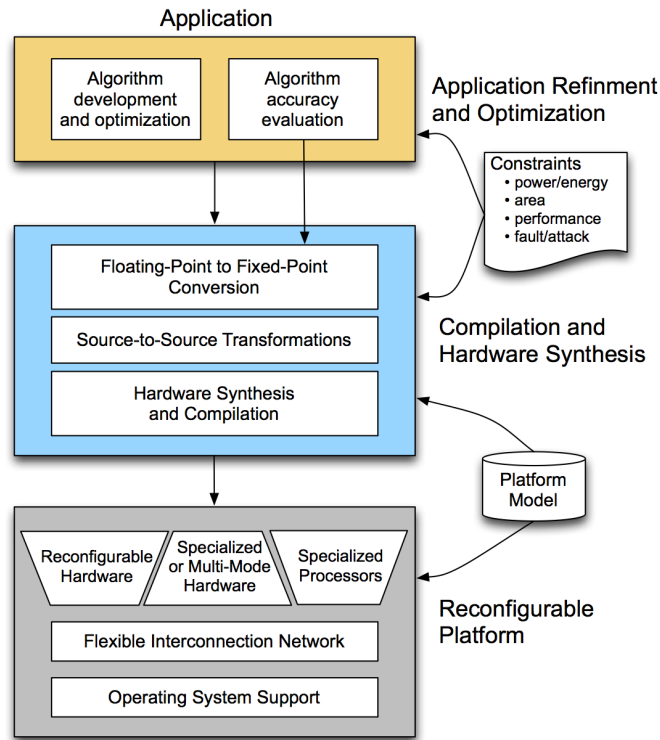 Application
Algorithm
development
and optimization
Algorithm
accuracy
evaluation
Application Refinment
and Optimization
Constraints
• power/energy
• area
• performance
• fault/attack
Floating-Point to Fixed-Point
Conversion
Source-to-Source Transformations
Hardware Synthesis
and Compilation
Compilation and
Hardware Synthesis
Platform
Model
Reconfigurable
Hardware
Specialized
or Multi-Mode
Hardware
Specialized
Processors
Flexible Interconnection Network
Operating System Support
Reconfigurable
Platform